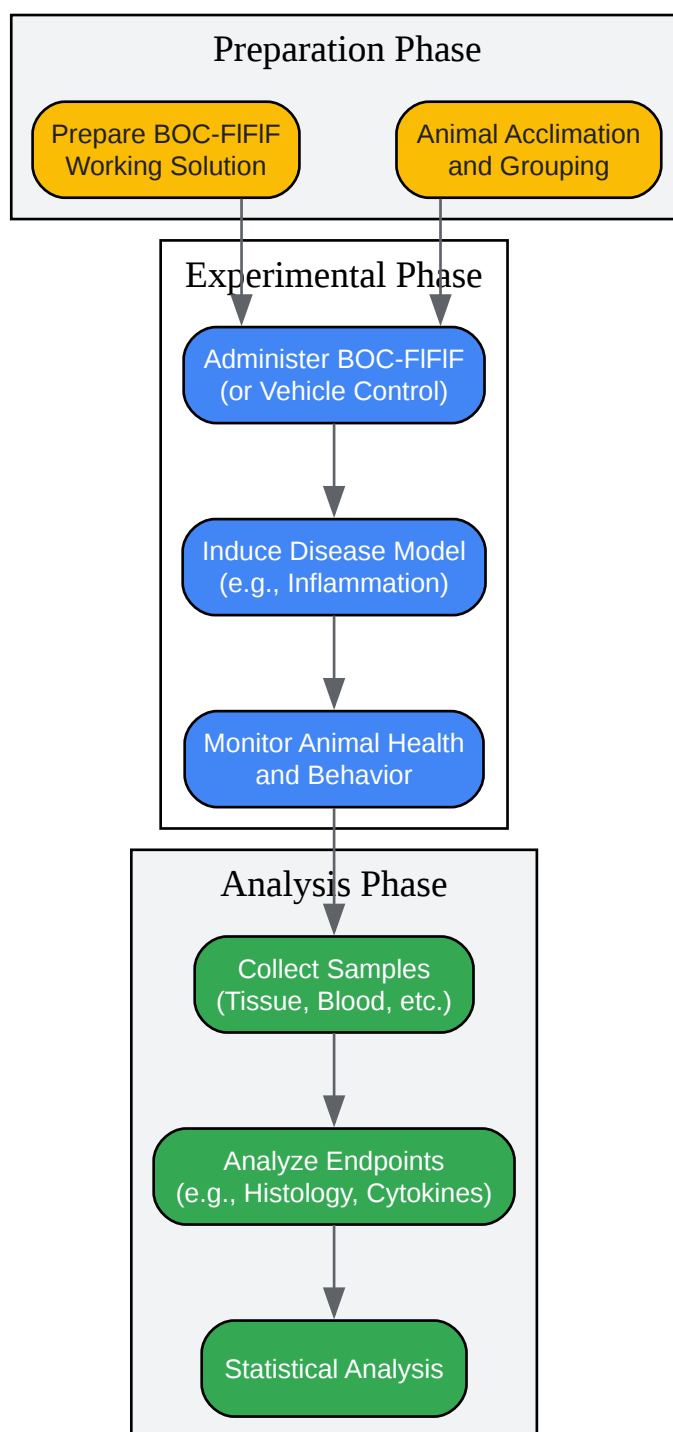 Preparation Phase
Prepare BOC-FlFlF
Working Solution
Animal Acclimation
and Grouping
Experimental Phase
Administer BOC-FlFlF
(or Vehicle Control)
Induce Disease Model
(e.g., Inflammation)
Monitor Animal Health
and Behavior
Analysis Phase
Collect Samples
(Tissue, Blood, etc.)
Analyze Endpoints
(e.g., Histology, Cytokines)
Statistical Analysis